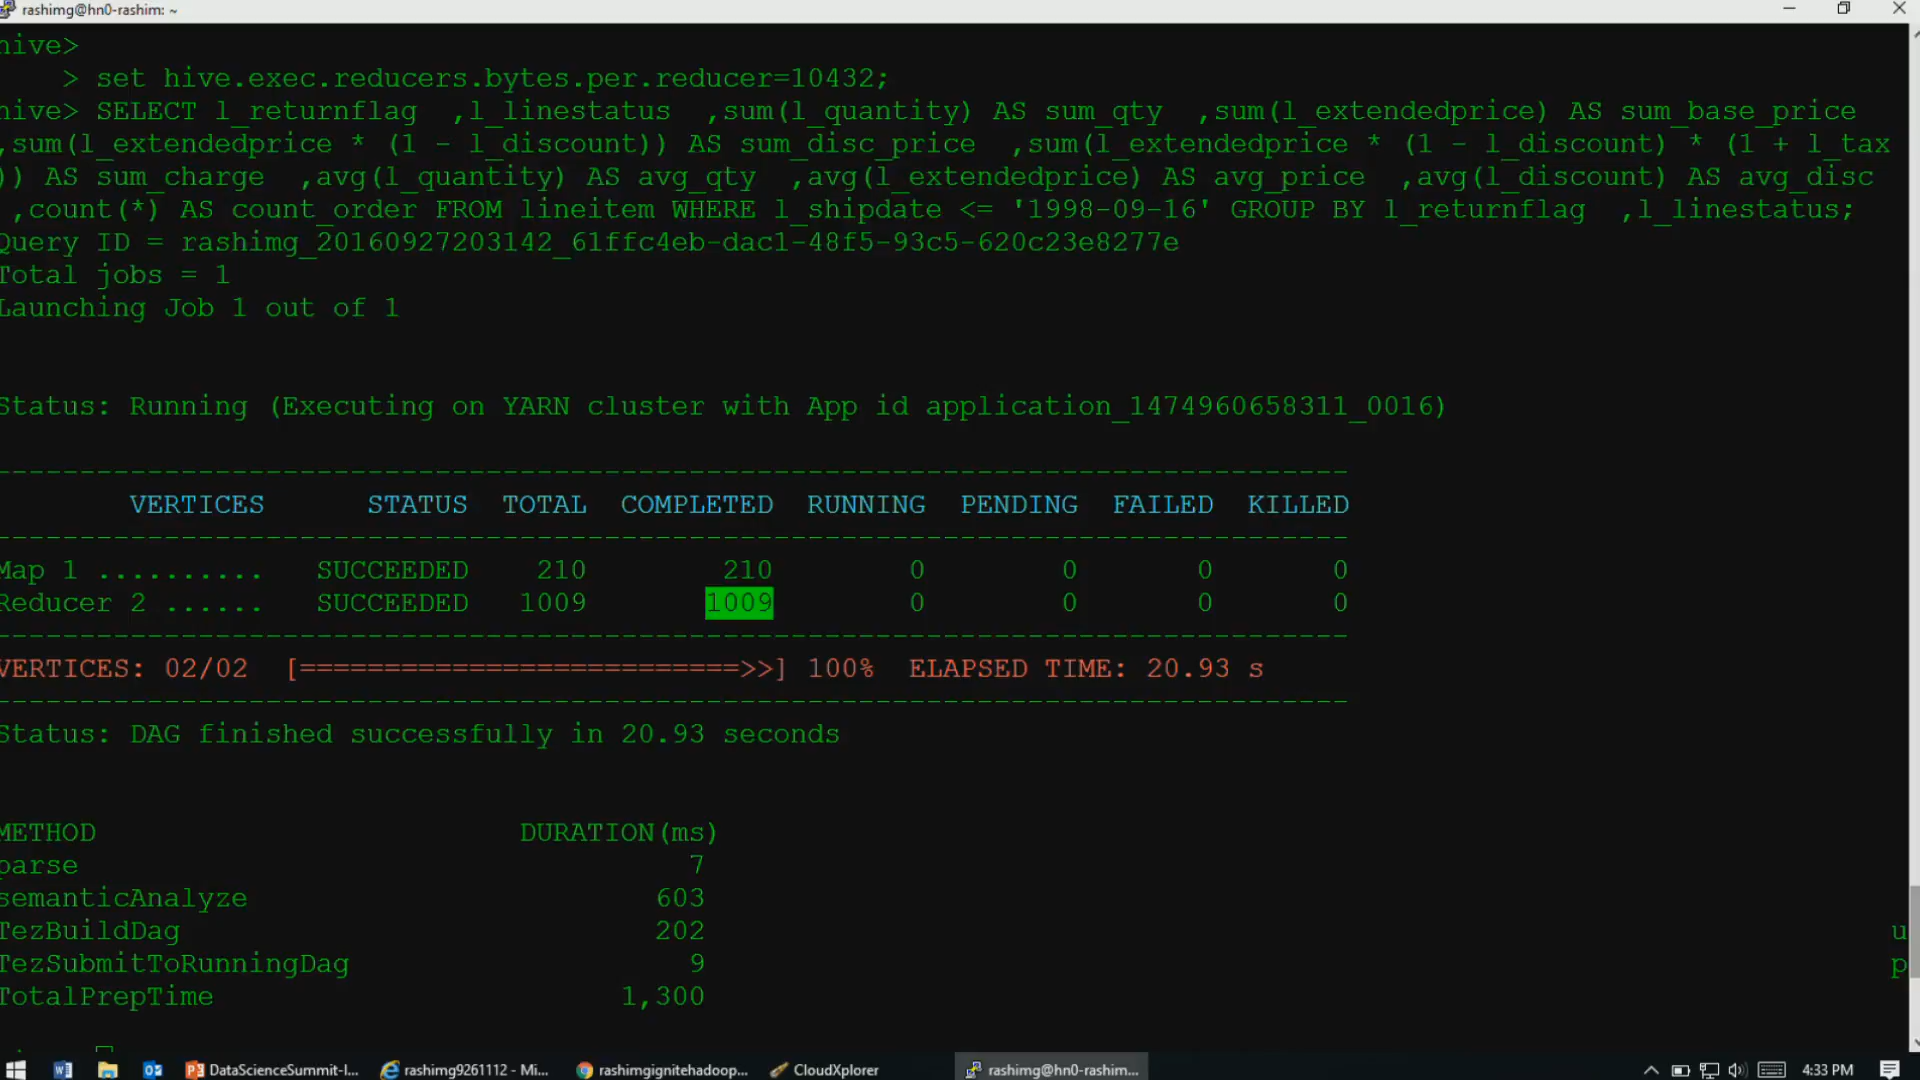 rashimg@hn0-rashim: ~
hive>
    > set hive.exec.reducers.bytes.per.reducer=10432;
hive> SELECT l_returnflag  ,l_linestatus  ,sum(l_quantity) AS sum_qty  ,sum(l_extendedprice) AS sum_base_price
,sum(l_extendedprice * (1 - l_discount)) AS sum_disc_price  ,sum(l_extendedprice * (1 - l_discount) * (1 + l_tax
)) AS sum_charge  ,avg(l_quantity) AS avg_qty  ,avg(l_extendedprice) AS avg_price  ,avg(l_discount) AS avg_disc
,count(*) AS count_order FROM lineitem WHERE l_shipdate <= '1998-09-16' GROUP BY l_returnflag  ,l_linestatus;
Query ID = rashimg_20160927203142_61ffc4eb-dac1-48f5-93c5-620c23e8277e
Total jobs = 1
Launching Job 1 out of 1
Status: Running (Executing on YARN cluster with App id application_1474960658311_0016)
--------------------------------------------------------------------------------
VERTICES      STATUS  TOTAL  COMPLETED  RUNNING  PENDING  FAILED  KILLED
--------------------------------------------------------------------------------
Map 1 ..........   SUCCEEDED    210        210        0        0       0       0
Reducer 2 ......   SUCCEEDED   1009       1009        0        0       0       0
--------------------------------------------------------------------------------
VERTICES: 02/02  [==========================>>] 100%  ELAPSED TIME: 20.93 s
--------------------------------------------------------------------------------
Status: DAG finished successfully in 20.93 seconds
METHOD                         DURATION(ms)
parse                                    7
semanticAnalyze                        603
TezBuildDag                            202
u
TezSubmitToRunningDag                    9
p
TotalPrepTime                        1,300
DataScienceSummit-I...  rashimg9261112 - Mi...  rashimgignitehadoop...  CloudXplorer  rashimg@hn0-rashim...  4:33 PM